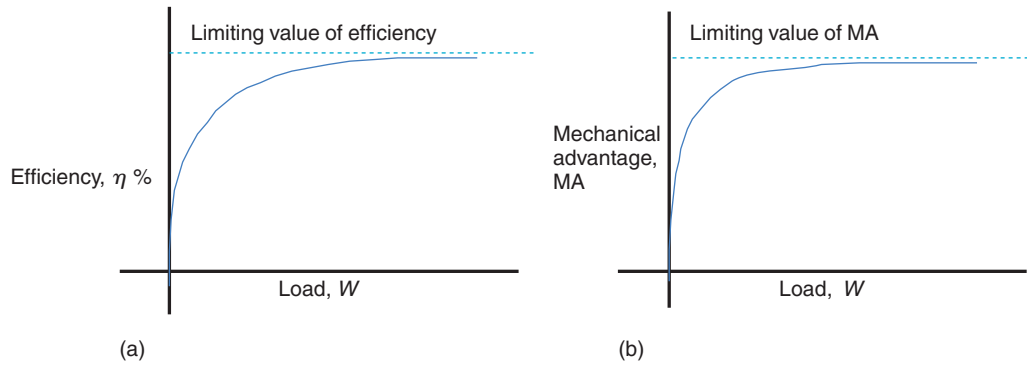 Limiting value of efficiency
Efficiency, η %
Load, W
(a)
Limiting value of MA
Mechanical
advantage,
MA
Load, W
(b)